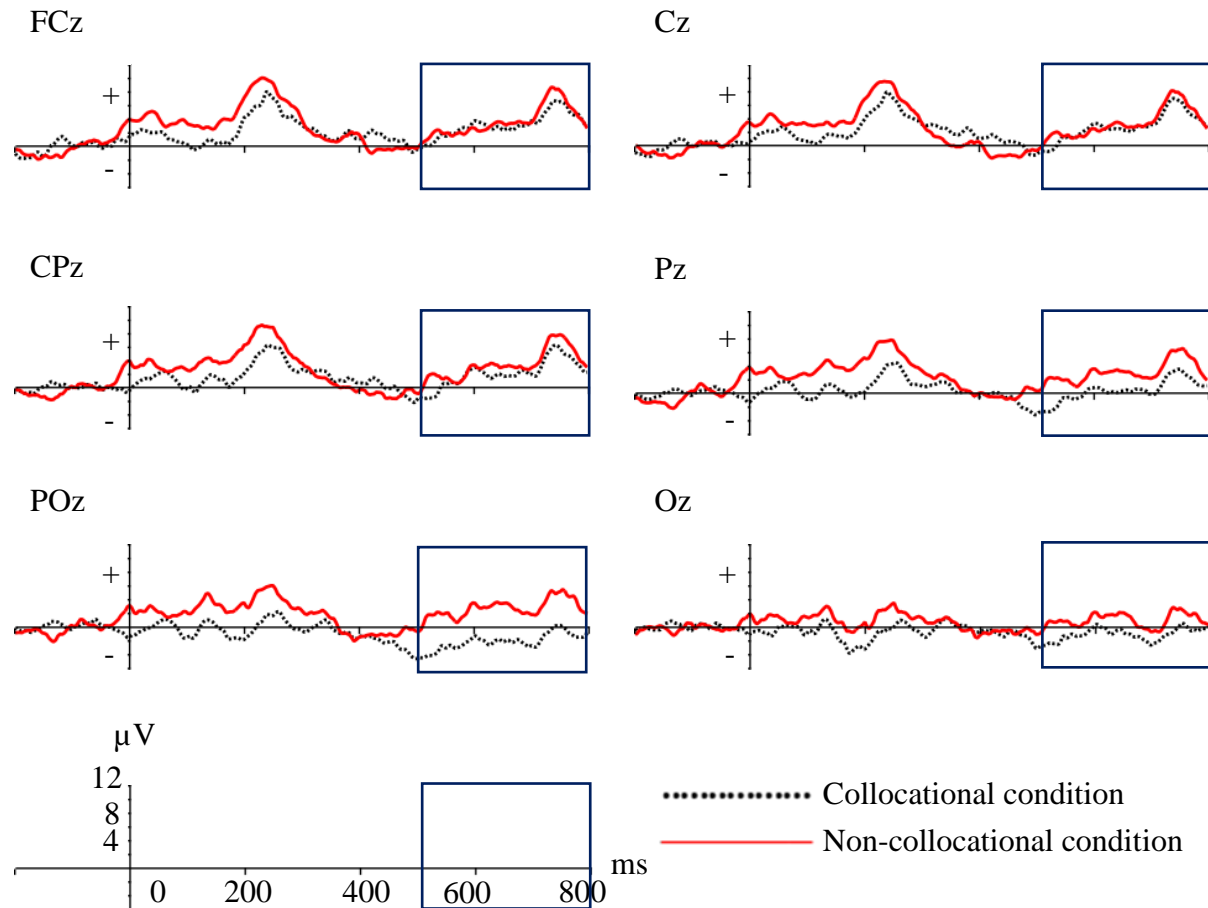 FCz
Cz
+
-
+
-
CPz
Pz
+
-
+
-
POz
Oz
+
-
+
-
µV
12
8
4
0 200 400 600 800 ms
Collocational condition
Non-collocational condition